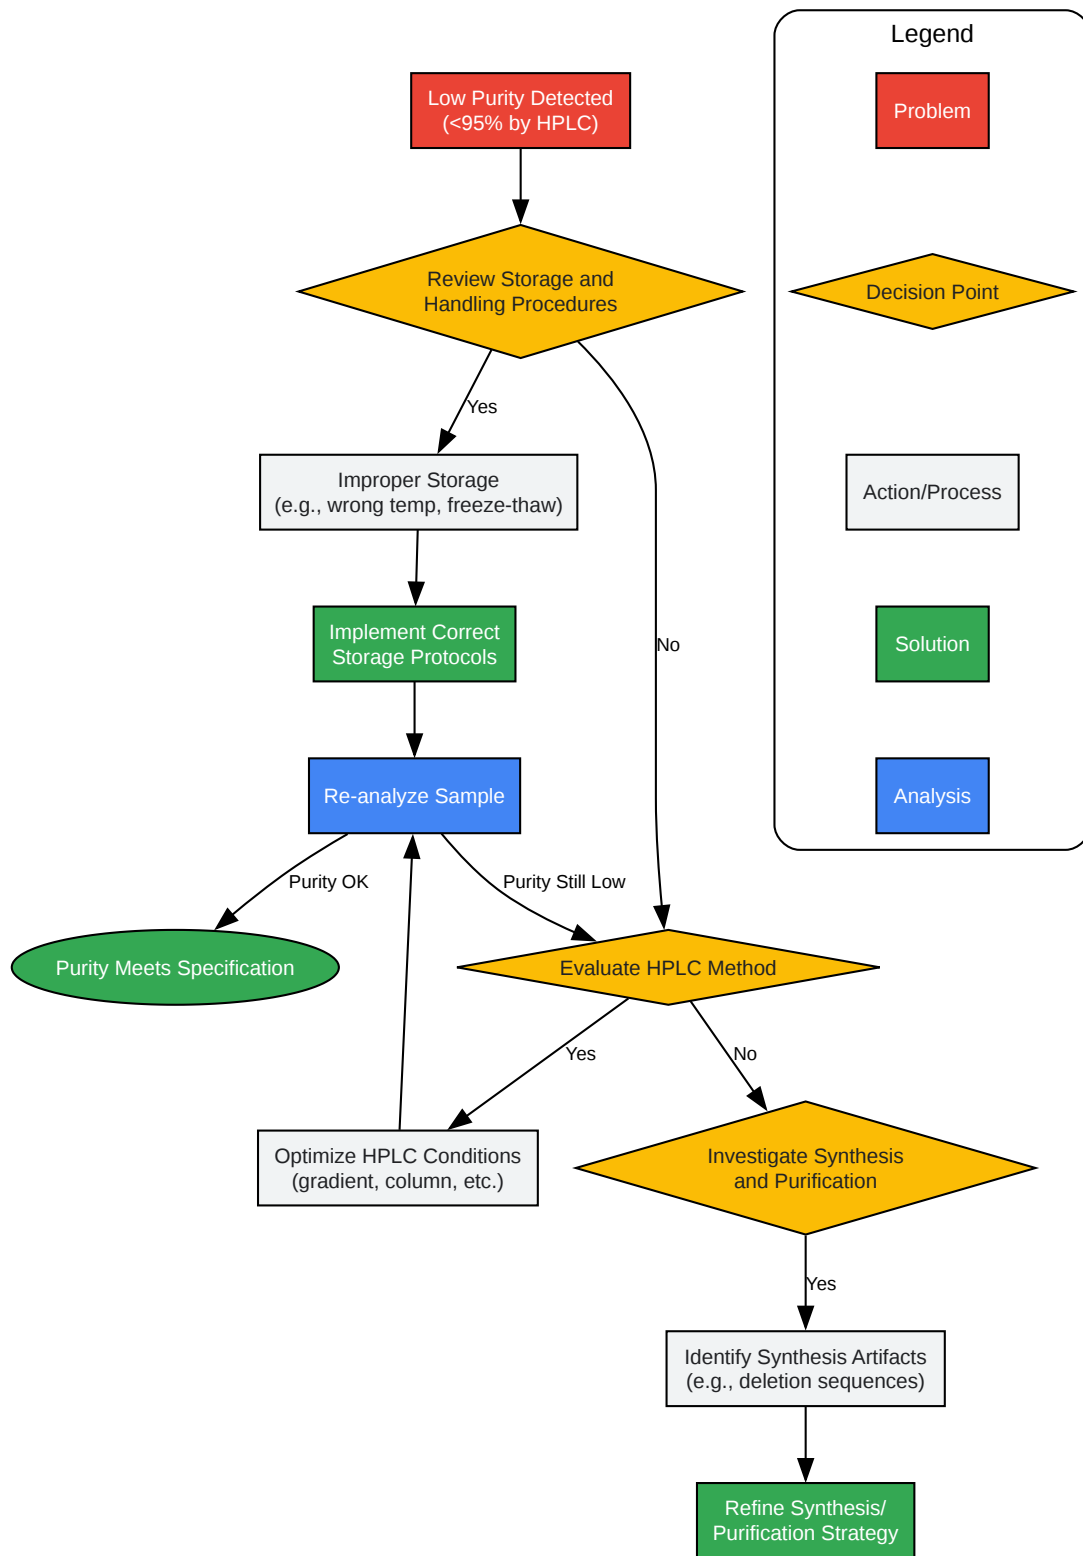 Low Purity Detected
(<95% by HPLC)
Review Storage and
Handling Procedures
Yes
Improper Storage
(e.g., wrong temp, freeze-thaw)
No
Implement Correct
Storage Protocols
Re-analyze Sample
Purity OK
Purity Still Low
Purity Meets Specification
Evaluate HPLC Method
Yes
No
Optimize HPLC Conditions
(gradient, column, etc.)
Investigate Synthesis
and Purification
Yes
Identify Synthesis Artifacts
(e.g., deletion sequences)
Refine Synthesis/
Purification Strategy
Legend
Problem
Decision Point
Action/Process
Solution
Analysis